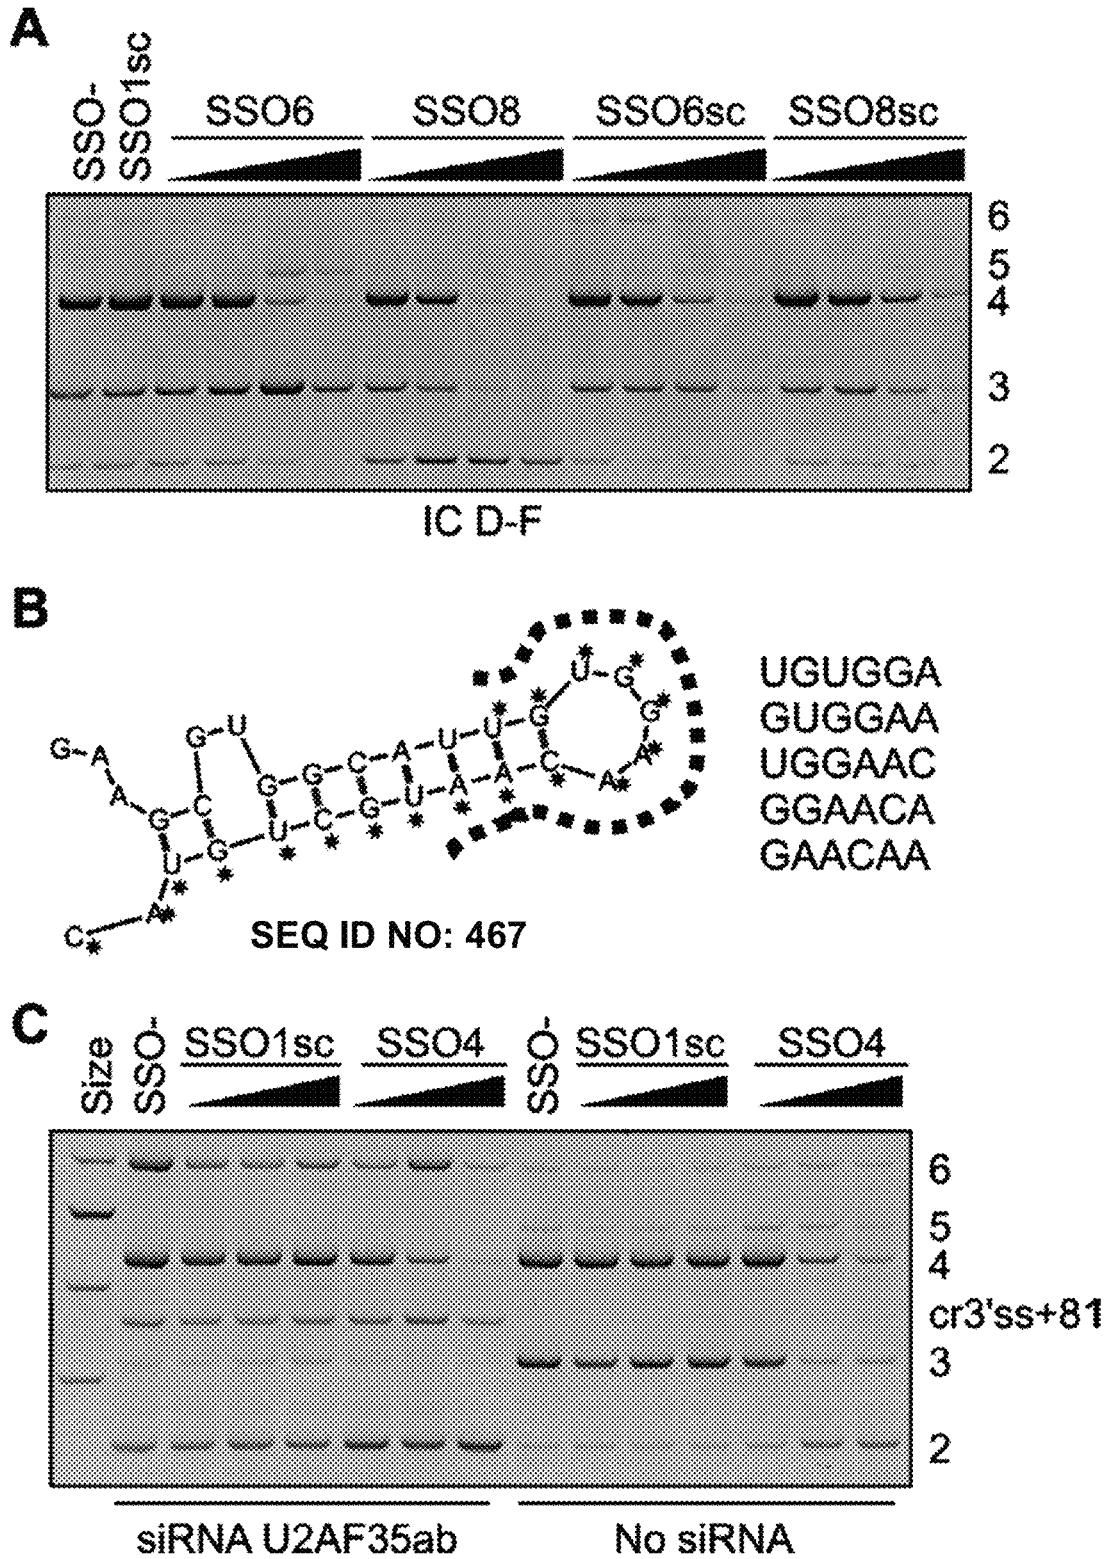 A
SSO-
SSO1sc
SSO6 SSO8 SSO6sc SSO8sc
6
5
4
3
2
IC D-F
B
G A A G C G U G G C A U U G U G G A A C A A U G C U G U A C
UGUGGA
GUGGAA
UGGAAC
GGAACA
GAACAA
SEQ ID NO: 467
C
Size
SSO-
SSO1sc SSO4
SSO-
SSO1sc SSO4
6
5
4
cr3'ss+81
3
2
siRNA U2AF35ab No siRNA